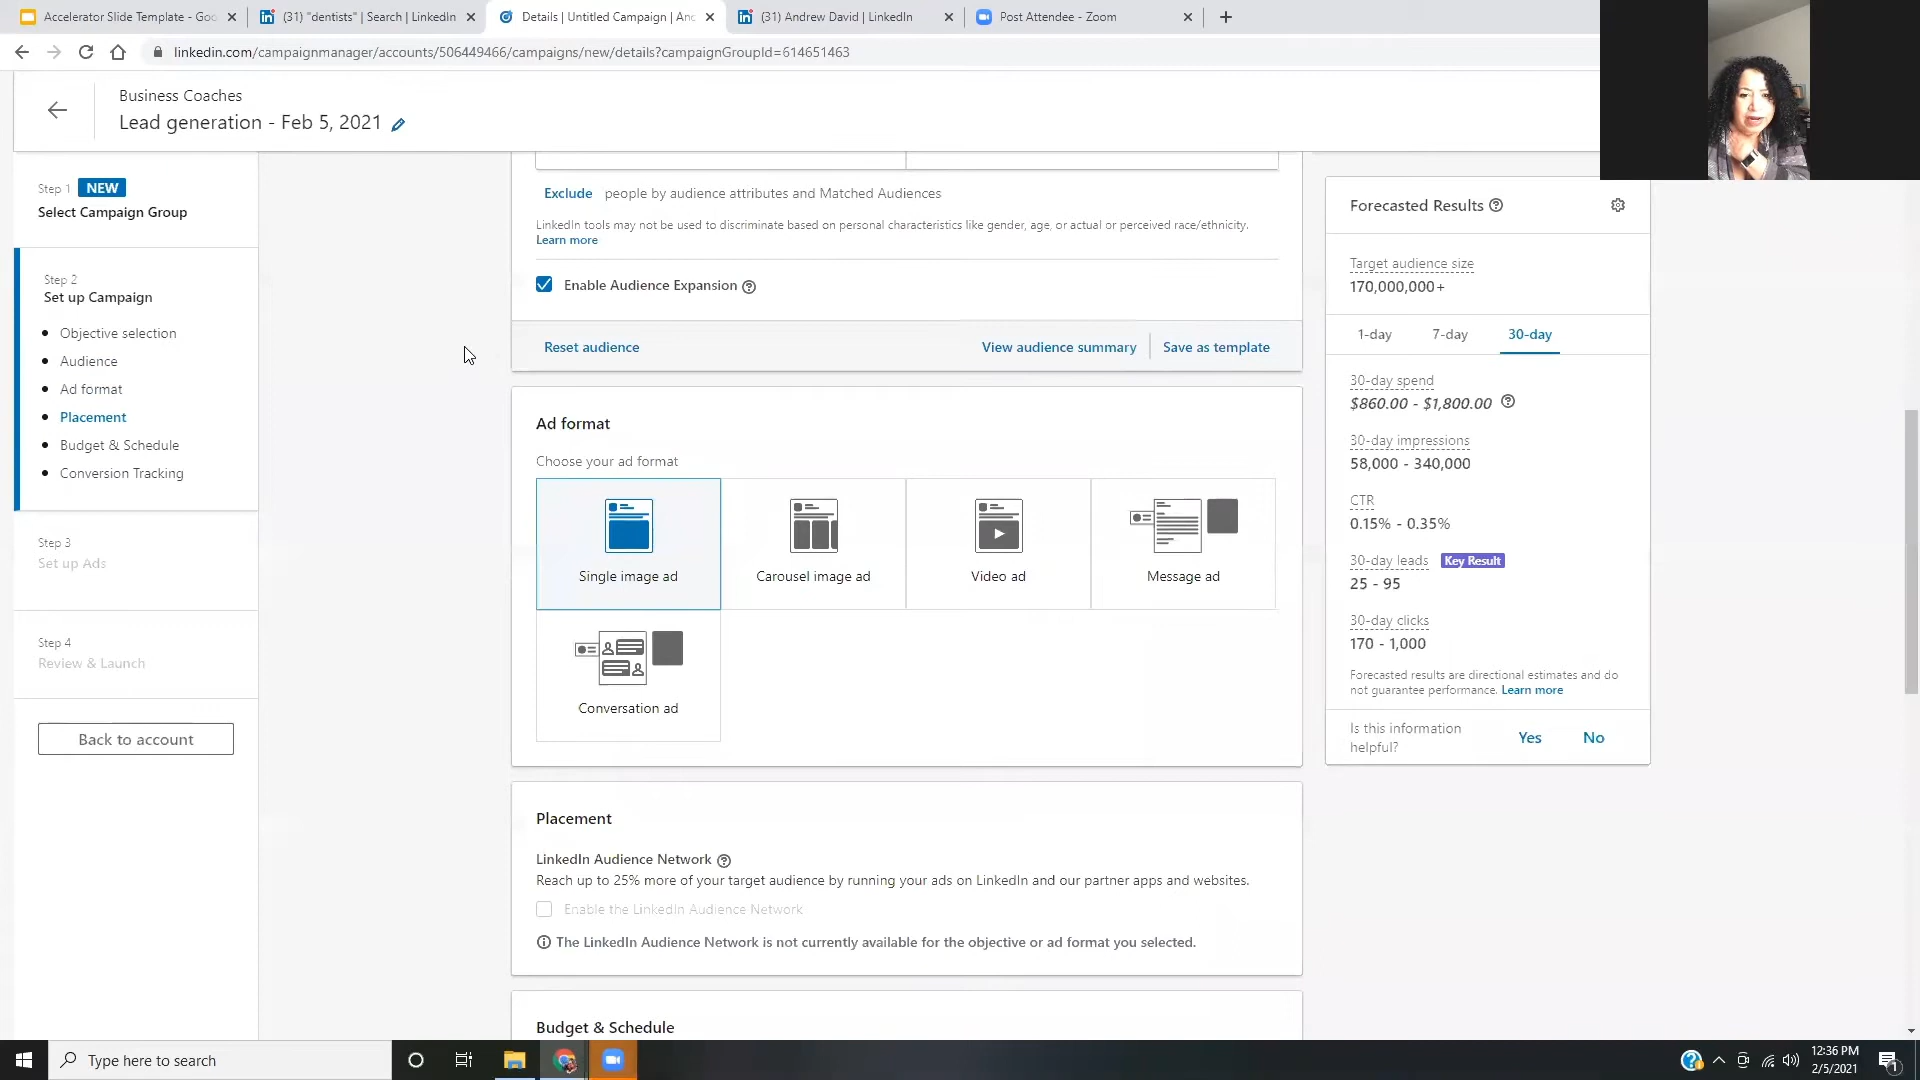 Accelerator Slide Template - Goo
(31) "dentists" | Search | LinkedIn
Details | Untitled Campaign | Anc
(31) Andrew David | LinkedIn
Post Attendee - Zoom
linkedin.com/campaignmanager/accounts/506449466/campaigns/new/details?campaignGroupId=614651463
Business Coaches
Lead generation - Feb 5, 2021
Step 1 NEW
Select Campaign Group
Step 2
Set up Campaign
Objective selection
Audience
Ad format
Placement
Budget & Schedule
Conversion Tracking
Step 3
Set up Ads
Step 4
Review & Launch
Back to account
Exclude people by audience attributes and Matched Audiences
LinkedIn tools may not be used to discriminate based on personal characteristics like gender, age, or actual or perceived race/ethnicity.
Learn more
Enable Audience Expansion
Reset audience
View audience summary
Save as template
Ad format
Choose your ad format
Single image ad
Carousel image ad
Video ad
Message ad
Conversation ad
Placement
LinkedIn Audience Network
Reach up to 25% more of your target audience by running your ads on LinkedIn and our partner apps and websites.
Enable the LinkedIn Audience Network
The LinkedIn Audience Network is not currently available for the objective or ad format you selected.
Budget & Schedule
Forecasted Results
Target audience size
170,000,000+
1-day
7-day
30-day
30-day spend
$860.00 - $1,800.00
30-day impressions
58,000 - 340,000
CTR
0.15% - 0.35%
30-day leads Key Result
25 - 95
30-day clicks
170 - 1,000
Forecasted results are directional estimates and do
not guarantee performance. Learn more
Is this information
helpful?
Yes
No
Type here to search
12:36 PM
2/5/2021
1